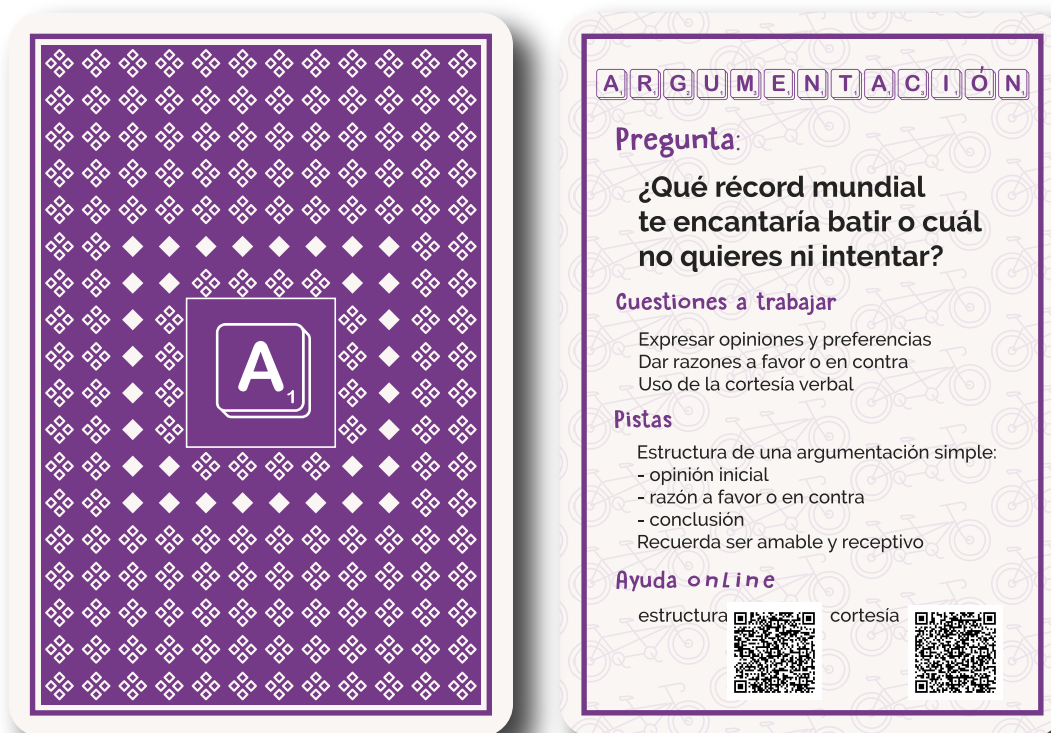 A
1
ARGUMENTACIÓN
Pregunta:
¿Qué récord mundial
te encantaría batir o cuál
no quieres ni intentar?
Cuestiones a trabajar
Expresar opiniones y preferencias
Dar razones a favor o en contra
Uso de la cortesía verbal
Pistas
Estructura de una argumentación simple:
- opinión inicial
- razón a favor o en contra
- conclusión
Recuerda ser amable y receptivo
Ayuda online
estructura cortesía